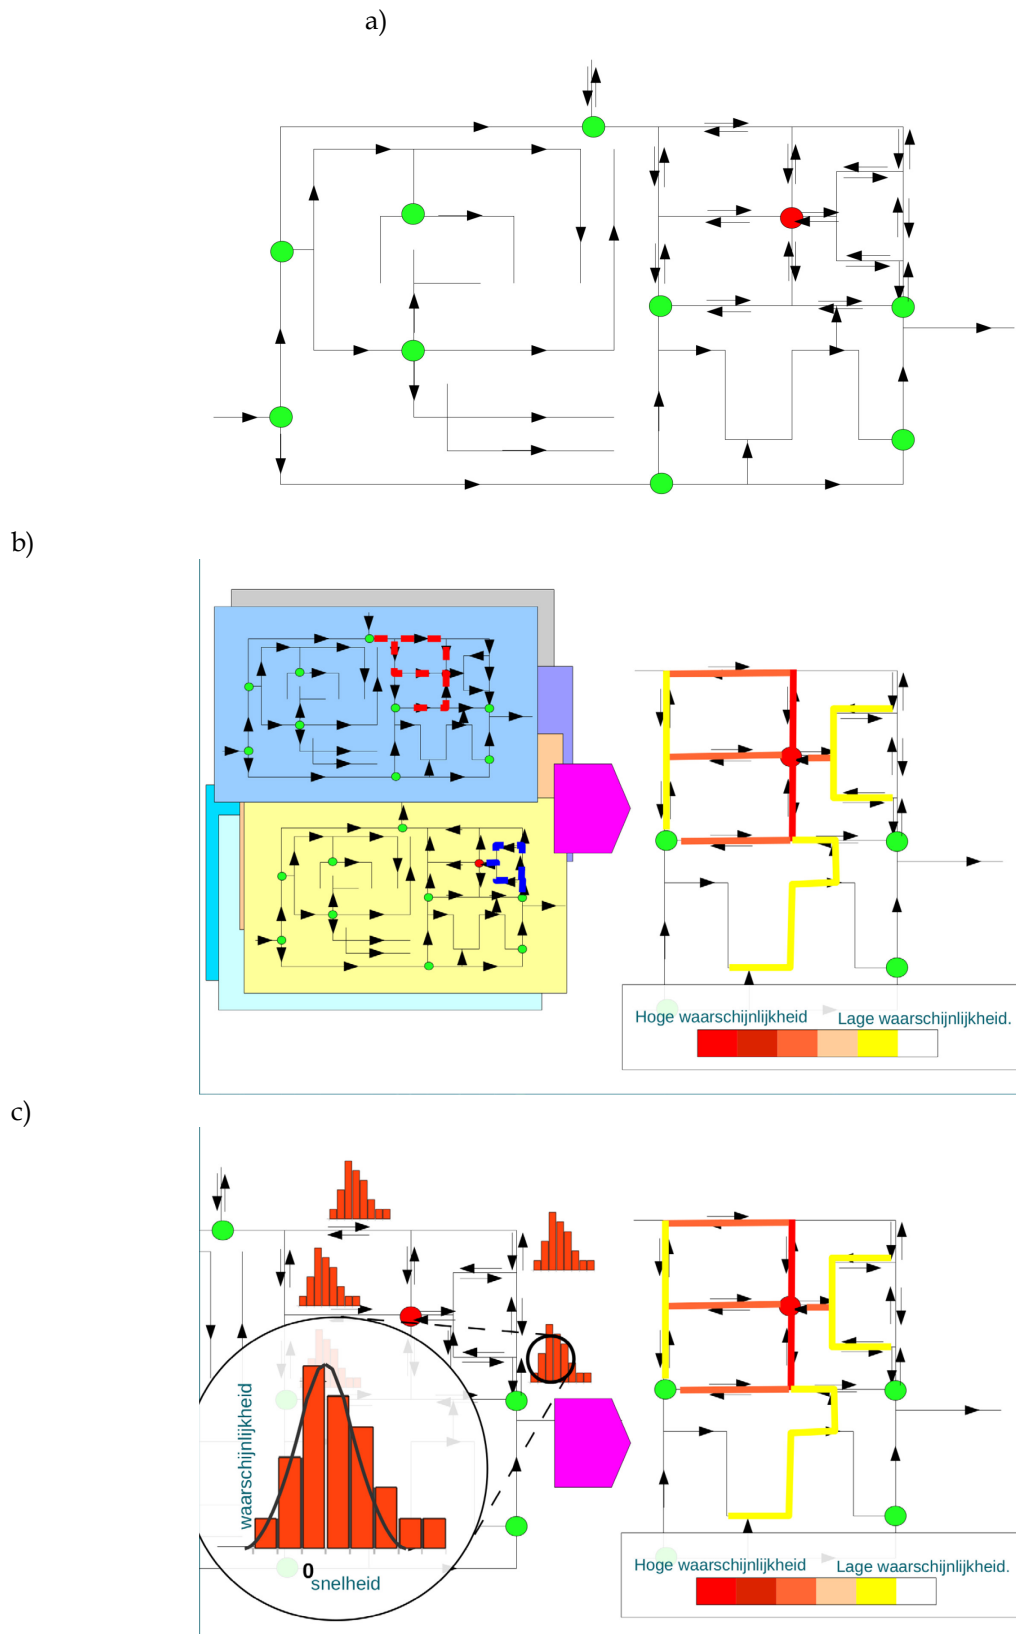 a)
b)
Hoge waarschijnlijkheid
Lage waarschijnlijkheid.
c)
waarschijnlijkheid
0
snelheid
Hoge waarschijnlijkheid
Lage waarschijnlijkheid.